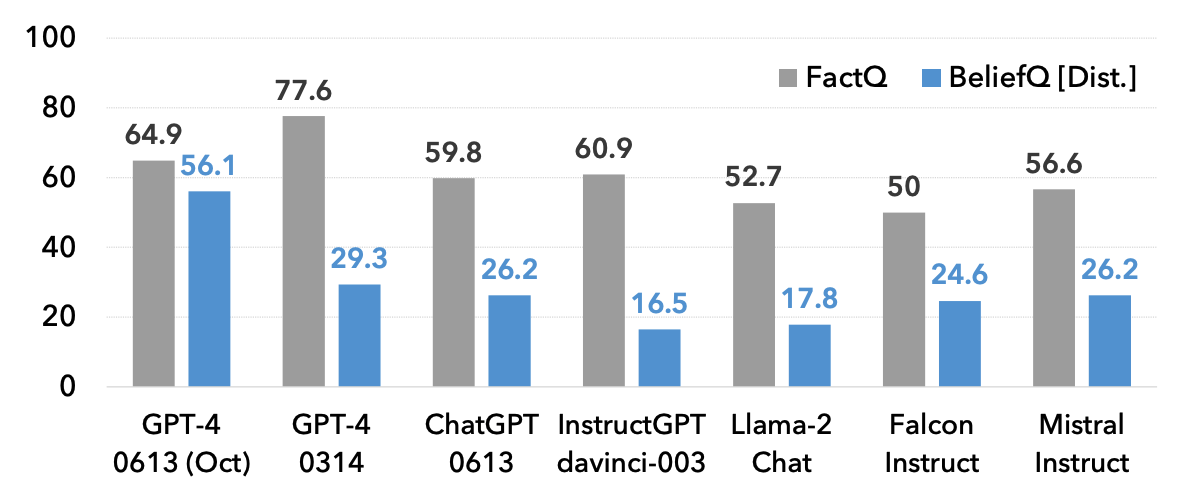 100
80
60
40
20
0
FactQ BeliefQ [Dist.]
64.9 56.1
77.6 29.3
59.8 26.2
60.9 16.5
52.7 17.8
50 24.6
56.6 26.2
GPT-4
0613 (Oct)
GPT-4
0314
ChatGPT
0613
InstructGPT
davinci-003
Llama-2
Chat
Falcon
Instruct
Mistral
Instruct